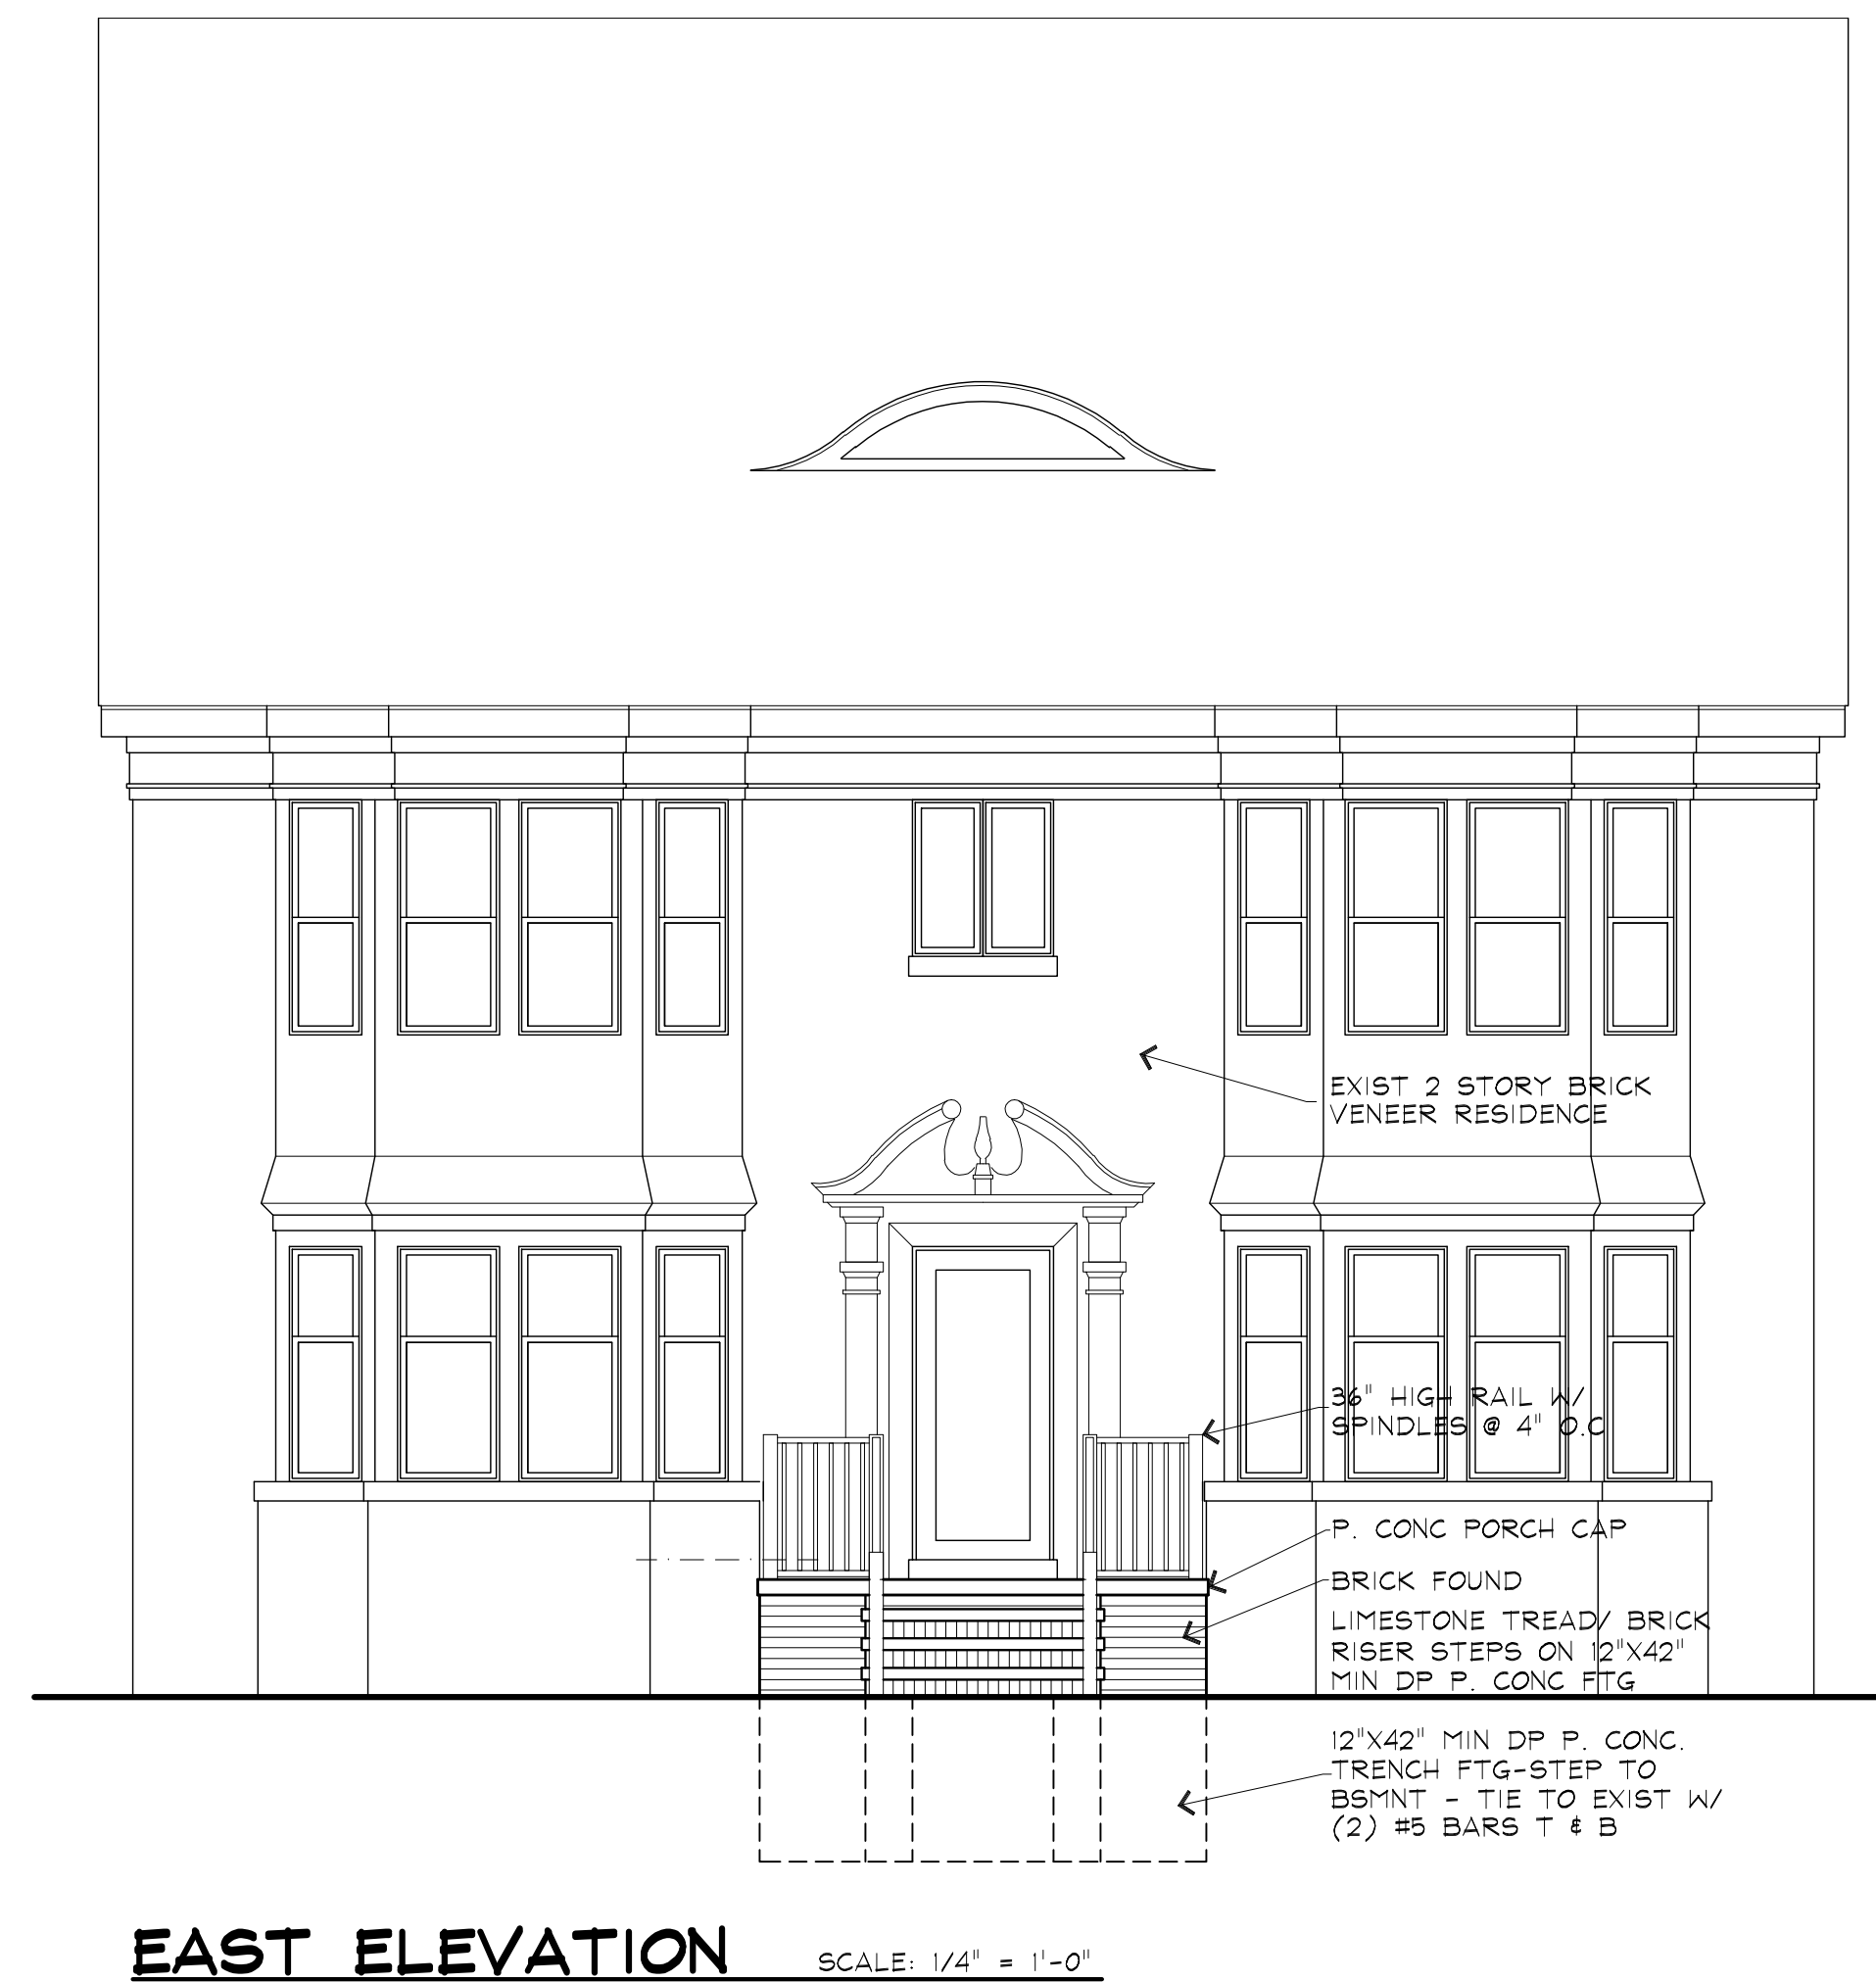 EXIST 2 STORY BRICK
VENEER RESIDENCE
36" HIGH RAIL W/
SPINDLES @ 4" O.C
P. CONC PORCH CAP
BRICK FOUND
LIMESTONE TREAD/ BRICK
RISER STEPS ON 12"X42"
MIN DP P. CONC FTG
12"X42" MIN DP P. CONC.
TRENCH FTG-STEP TO
BSMNT - TIE TO EXIST W/
(2) #5 BARS T & B
EAST ELEVATION SCALE: 1/4" = 1'-0"